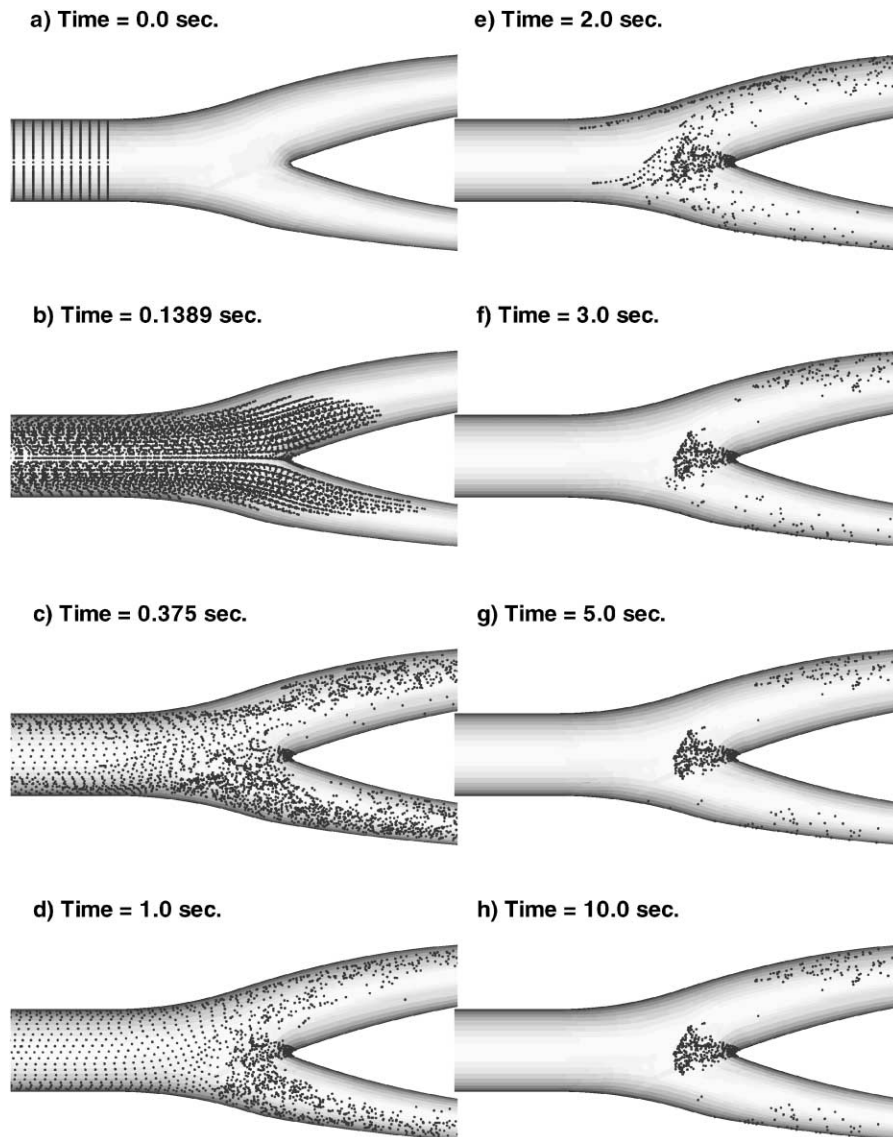 a) Time = 0.0 sec.
b) Time = 0.1389 sec.
c) Time = 0.375 sec.
d) Time = 1.0 sec.
e) Time = 2.0 sec.
f) Time = 3.0 sec.
g) Time = 5.0 sec.
h) Time = 10.0 sec.